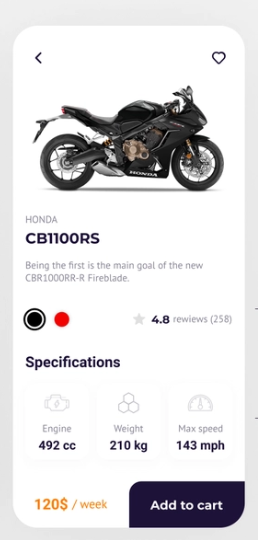 HONDA
HONDA
CB1100RS
Being the first is the main goal of the new
CBR1000RR-R Fireblade.
4.8 rewiews (258)
Specifications
Engine Weight Max speed
492 cc 210 kg 143 mph
120$ / week Add to cart